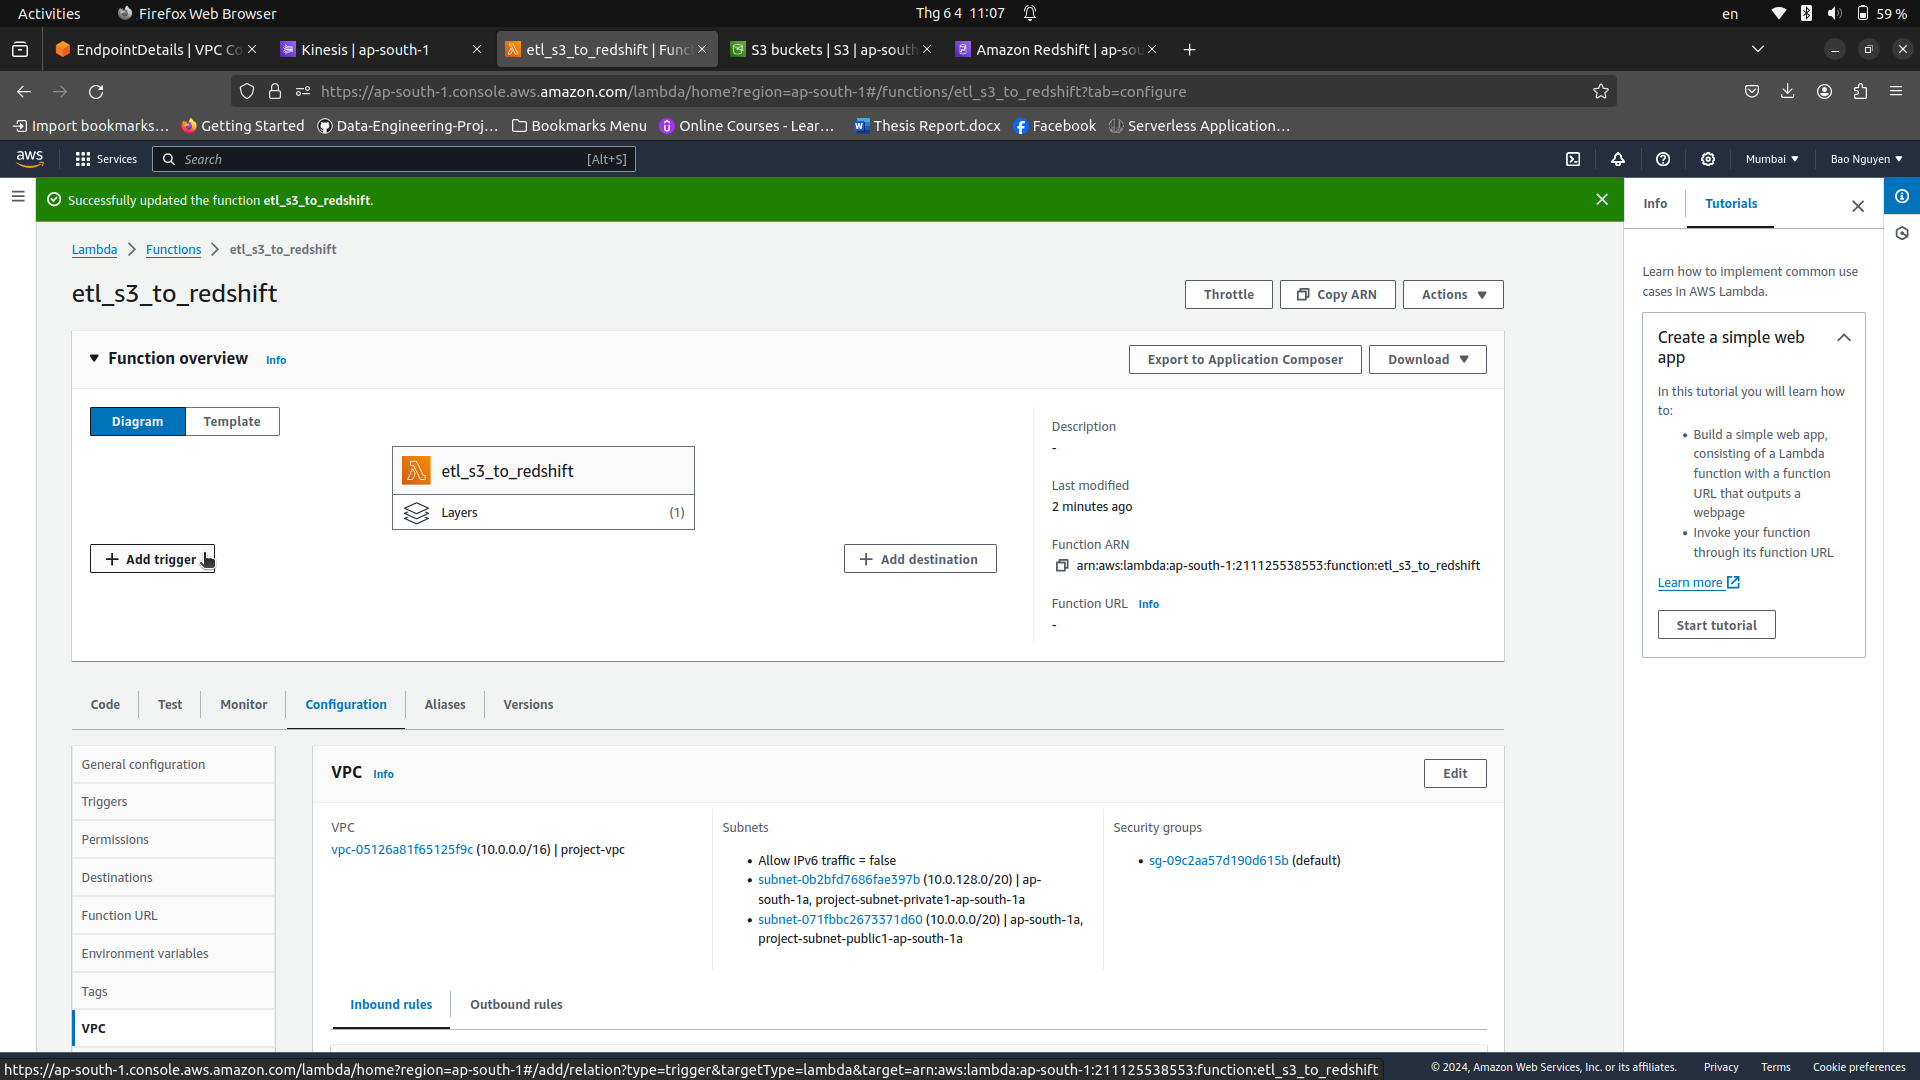 Activities
Firefox Web Browser
Thg 6 4 11:07
en
59 %
EndpointDetails | VPC Co
Kinesis | ap-south-1
etl_s3_to_redshift | Func
S3 buckets | S3 | ap-south
Amazon Redshift | ap-sou
https://ap-south-1.console.aws.amazon.com/lambda/home?region=ap-south-1#/functions/etl_s3_to_redshift?tab=configure
Import bookmarks…
Getting Started
Data-Engineering-Proj…
Bookmarks Menu
Online Courses - Lear…
Thesis Report.docx
Facebook
Serverless Application…
aws
Services
Search
[Alt+S]
Mumbai
Bao Nguyen
Successfully updated the function etl_s3_to_redshift.
Lambda
Functions
etl_s3_to_redshift
etl_s3_to_redshift
Throttle
Copy ARN
Actions
Function overview
Info
Export to Application Composer
Download
Diagram
Template
etl_s3_to_redshift
Layers
(1)
Add trigger
Add destination
Description
-
Last modified
2 minutes ago
Function ARN
arn:aws:lambda:ap-south-1:211125538553:function:etl_s3_to_redshift
Function URL
Info
-
Code
Test
Monitor
Configuration
Aliases
Versions
General configuration
Triggers
Permissions
Destinations
Function URL
Environment variables
Tags
VPC
VPC
Info
Edit
VPC
vpc-05126a81f65125f9c (10.0.0.0/16) | project-vpc
Subnets
• Allow IPv6 traffic = false
• subnet-0b2bfd7686fae397b (10.0.128.0/20) | ap-
south-1a, project-subnet-private1-ap-south-1a
• subnet-071fbbc2673371d60 (10.0.0.0/20) | ap-south-1a,
project-subnet-public1-ap-south-1a
Security groups
• sg-09c2aa57d190d615b (default)
Inbound rules
Outbound rules
Info
Tutorials
Learn how to implement common use
cases in AWS Lambda.
Create a simple web
app
In this tutorial you will learn how
to:
• Build a simple web app,
consisting of a Lambda
function with a function
URL that outputs a
webpage
• Invoke your function
through its function URL
Learn more
Start tutorial
https://ap-south-1.console.aws.amazon.com/lambda/home?region=ap-south-1#/add/relation?type=trigger&targetType=lambda&target=arn:aws:lambda:ap-south-1:211125538553:function:etl_s3_to_redshift
© 2024, Amazon Web Services, Inc. or its affiliates.
Privacy
Terms
Cookie preferences